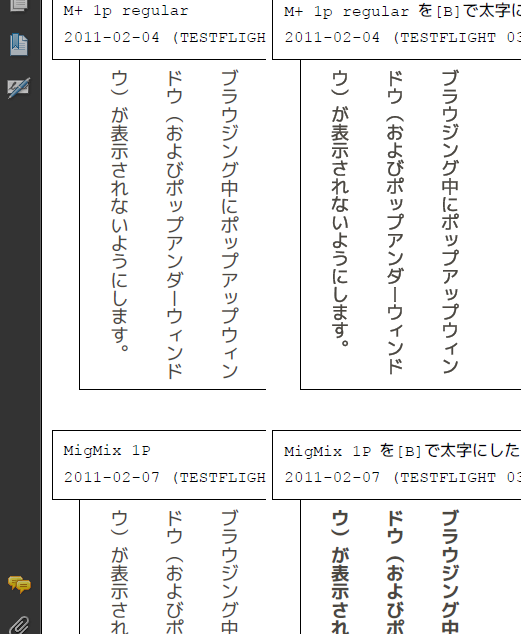 M+ 1p regular
2011-02-04 (TESTFLIGH
ブラウジング中にポップアップウィン
ドウ（およびポップアンダーウィンド
ウ）が表示されないようにします。
M+ 1p regular を[B]で太字に
2011-02-04 (TESTFLIGHT 03
ブラウジング中にポップアップウィン
ドウ（およびポップアンダーウィンド
ウ）が表示されないようにします。
MigMix 1P
2011-02-07 (TESTFLIGH
ブラウジング中
ドウ（およびポ
ウ）が表示され
MigMix 1P を[B]で太字にした
2011-02-07 (TESTFLIGHT 03
ブラウジング中
ドウ（およびポ
ウ）が表示され